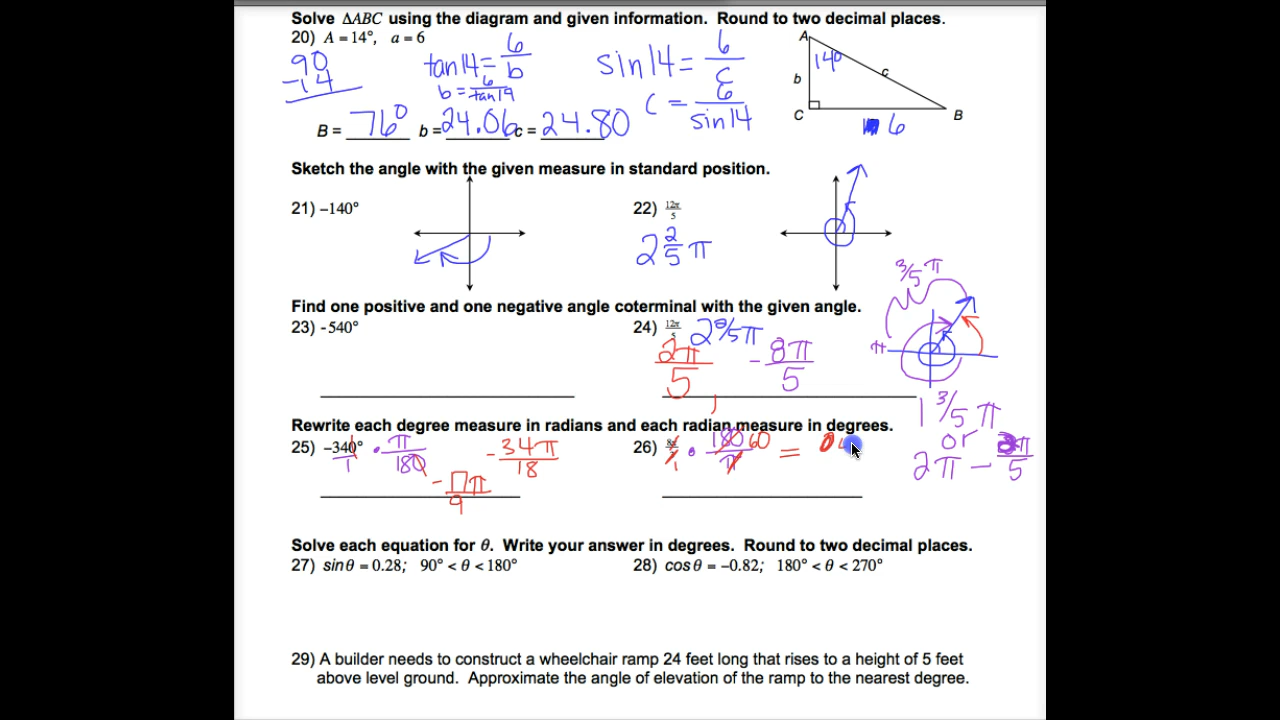 Solve ΔABC using the diagram and given information. Round to two decimal places.
20) A = 14°, a = 6
90
-14
tan14 = 6/b
b = 6/tan14
sin14 = 6/c
c = 6/sin14
A
14°
b
c
C
B
6
B = 76° b = 24.06 c = 24.80
Sketch the angle with the given measure in standard position.
21) –140°
22) 12π/5
2 2/5 π
Find one positive and one negative angle coterminal with the given angle.
23) - 540°
24) 12π/5
2π/5 , - 8π/5
3/5 π
π
1 3/5 π
or
2π –
Rewrite each degree measure in radians and each radian measure in degrees.
25) –340°/1 • π/180
- 34π/18
- 17π/9
26)
1 • 180 60/π =
Solve each equation for θ. Write your answer in degrees. Round to two decimal places.
27) sin θ = 0.28; 90° < θ < 180°
28) cos θ = –0.82; 180° < θ < 270°
29) A builder needs to construct a wheelchair ramp 24 feet long that rises to a height of 5 feet
above level ground. Approximate the angle of elevation of the ramp to the nearest degree.